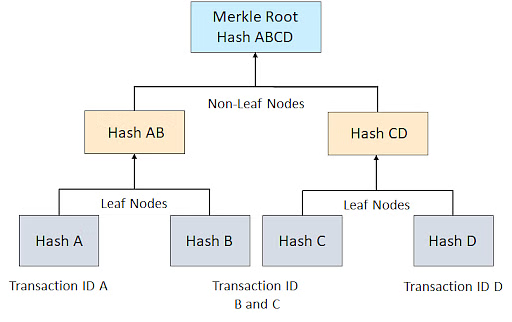 Merkle Root
Hash ABCD
Non-Leaf Nodes
Hash AB
Hash CD
Leaf Nodes
Leaf Nodes
Hash A
Hash B
Hash C
Hash D
Transaction ID A
Transaction ID
B and C
Transaction ID D